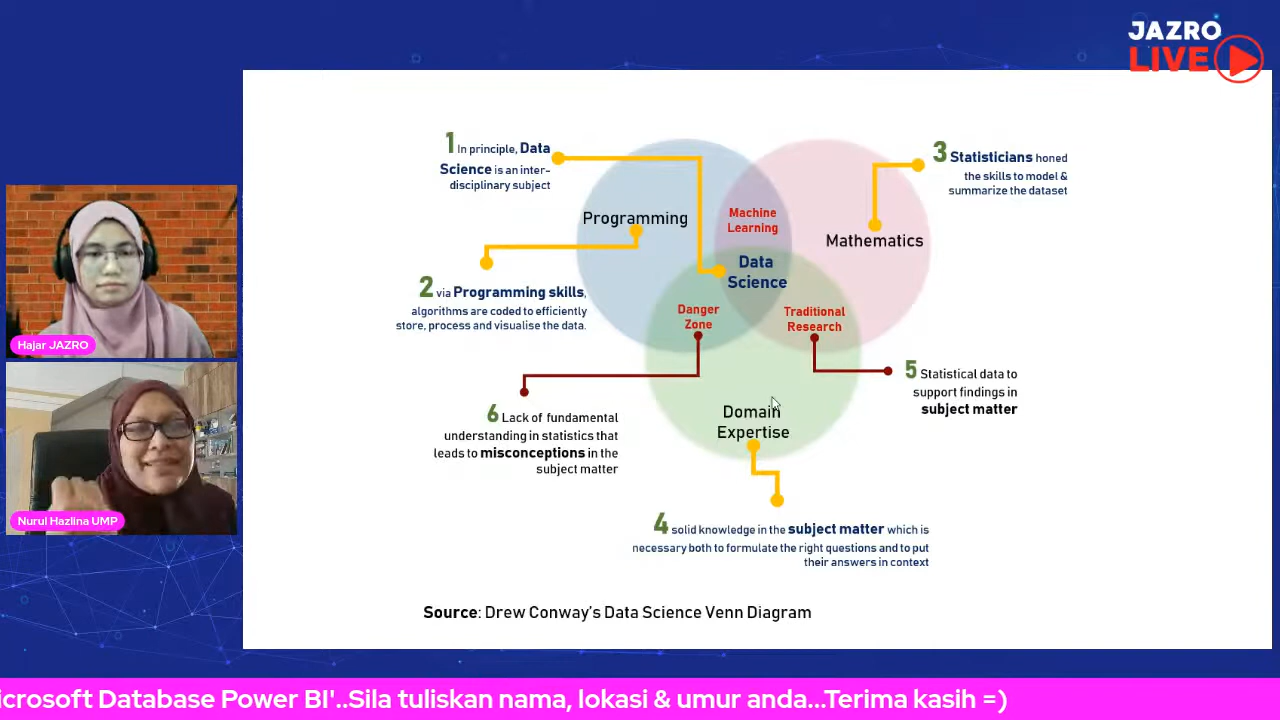 JAZRO
LIVE
1 In principle, Data
Science is an inter-
disciplinary subject
Programming
2 via Programming skills,
algorithms are coded to efficiently
store, process and visualise the data.
3 Statisticians honed
the skills to model &
summarize the dataset
Machine
Learning
Mathematics
Data
Science
Danger
Zone
Traditional
Research
5 Statistical data to
support findings in
subject matter
6 Lack of fundamental
understanding in statistics that
leads to misconceptions in the
subject matter
Domain
Expertise
4 solid knowledge in the subject matter which is
necessary both to formulate the right questions and to put
their answers in context
Source: Drew Conway's Data Science Venn Diagram
Hajar JAZRO
Nurul Hazlina UMP
icrosoft Database Power BI'..Sila tuliskan nama, lokasi & umur anda...Terima kasih =)